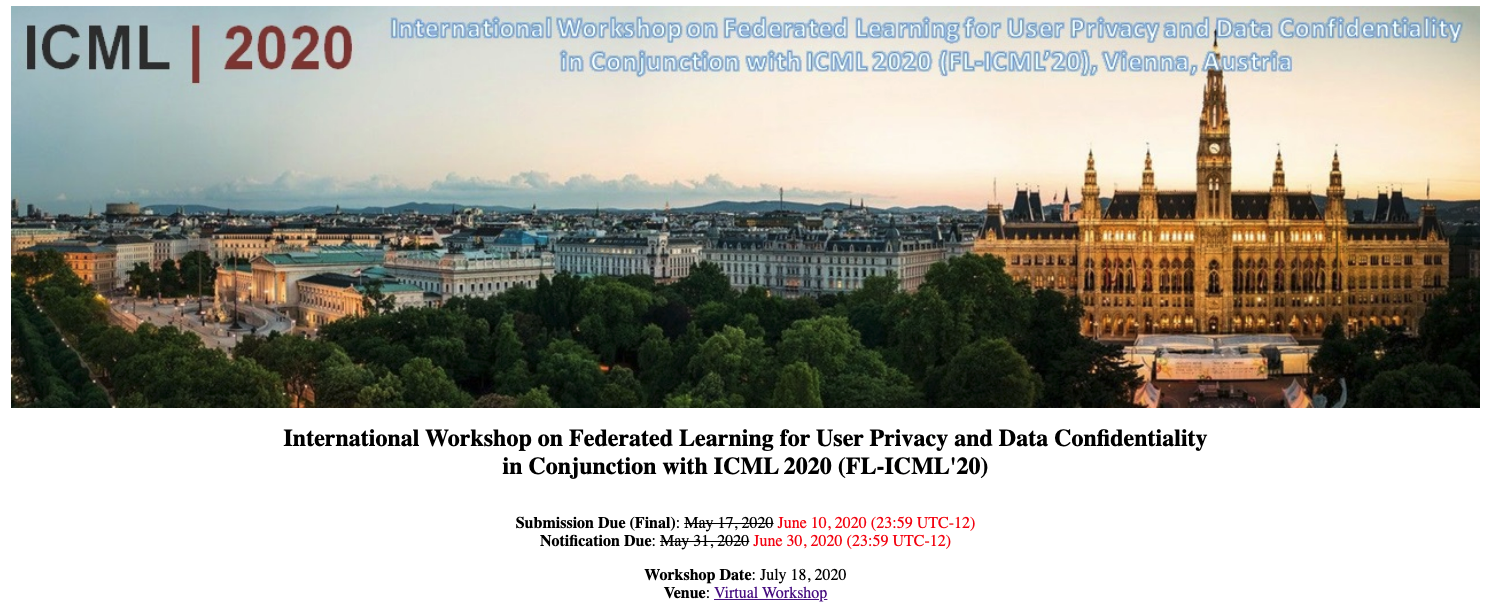 ICML | 2020
International Workshop on Federated Learning for User Privacy and Data Confidentiality
in Conjunction with ICML 2020 (FL-ICML’20), Vienna, Austria
International Workshop on Federated Learning for User Privacy and Data Confidentiality
in Conjunction with ICML 2020 (FL-ICML'20)
Submission Due (Final): May 17, 2020 June 10, 2020 (23:59 UTC-12)
Notification Due: May 31, 2020 June 30, 2020 (23:59 UTC-12)
Workshop Date: July 18, 2020
Venue: Virtual Workshop